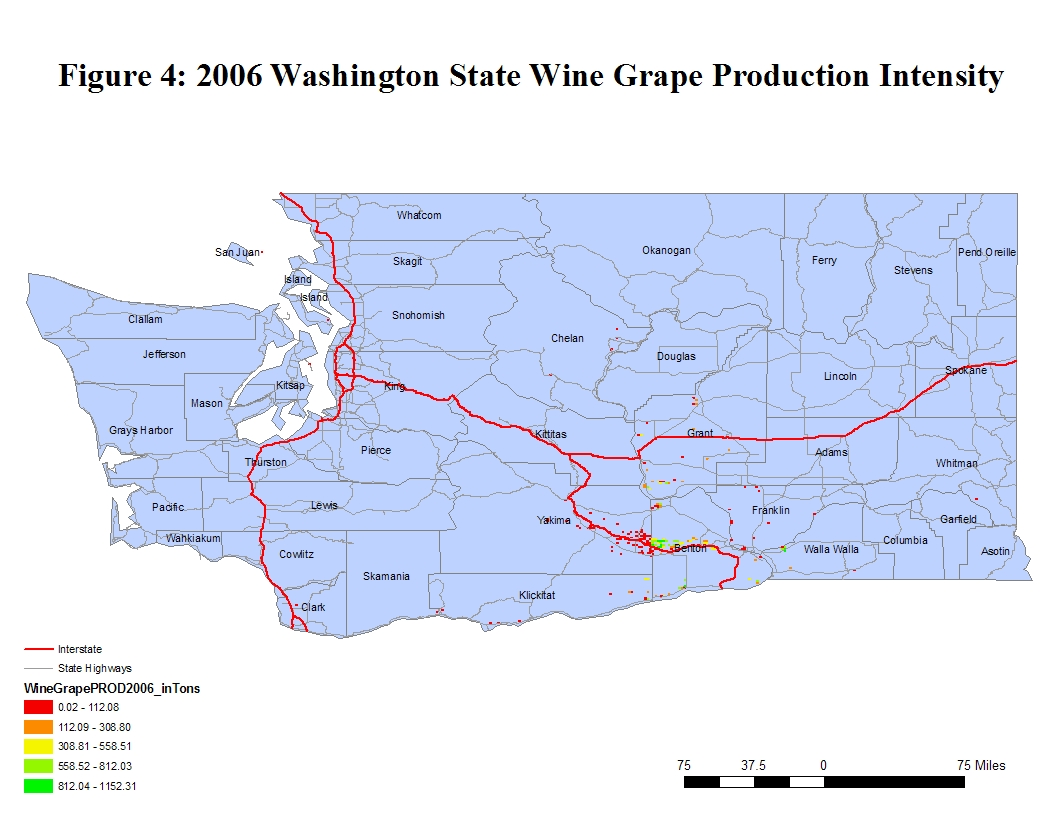 Figure 4: 2006 Washington State Wine Grape Production Intensity
Whatcom
San Juan
Okanogan
Pend Oreille
Skagit
Ferry
Stevens
Island
Island
Snohomish
Clallam
Chelan
Jefferson
Douglas
Spokane
Lincoln
Kitsap
King
Mason
Grays Harbor
Kittitas
Grant
Pierce
Adams
Thurston
Whitman
Pacific
Lewis
Franklin
Yakima
Garfield
Wahkiakum
Columbia
Benton
Walla Walla
Cowlitz
Asotin
Skamania
Klickitat
Clark
Interstate
State Highways
WineGrapePROD2006_inTons
0.02 - 112.08
112.09 - 308.80
308.81 - 558.51
558.52 - 812.03
812.04 - 1152.31
75 37.5 0 75 Miles